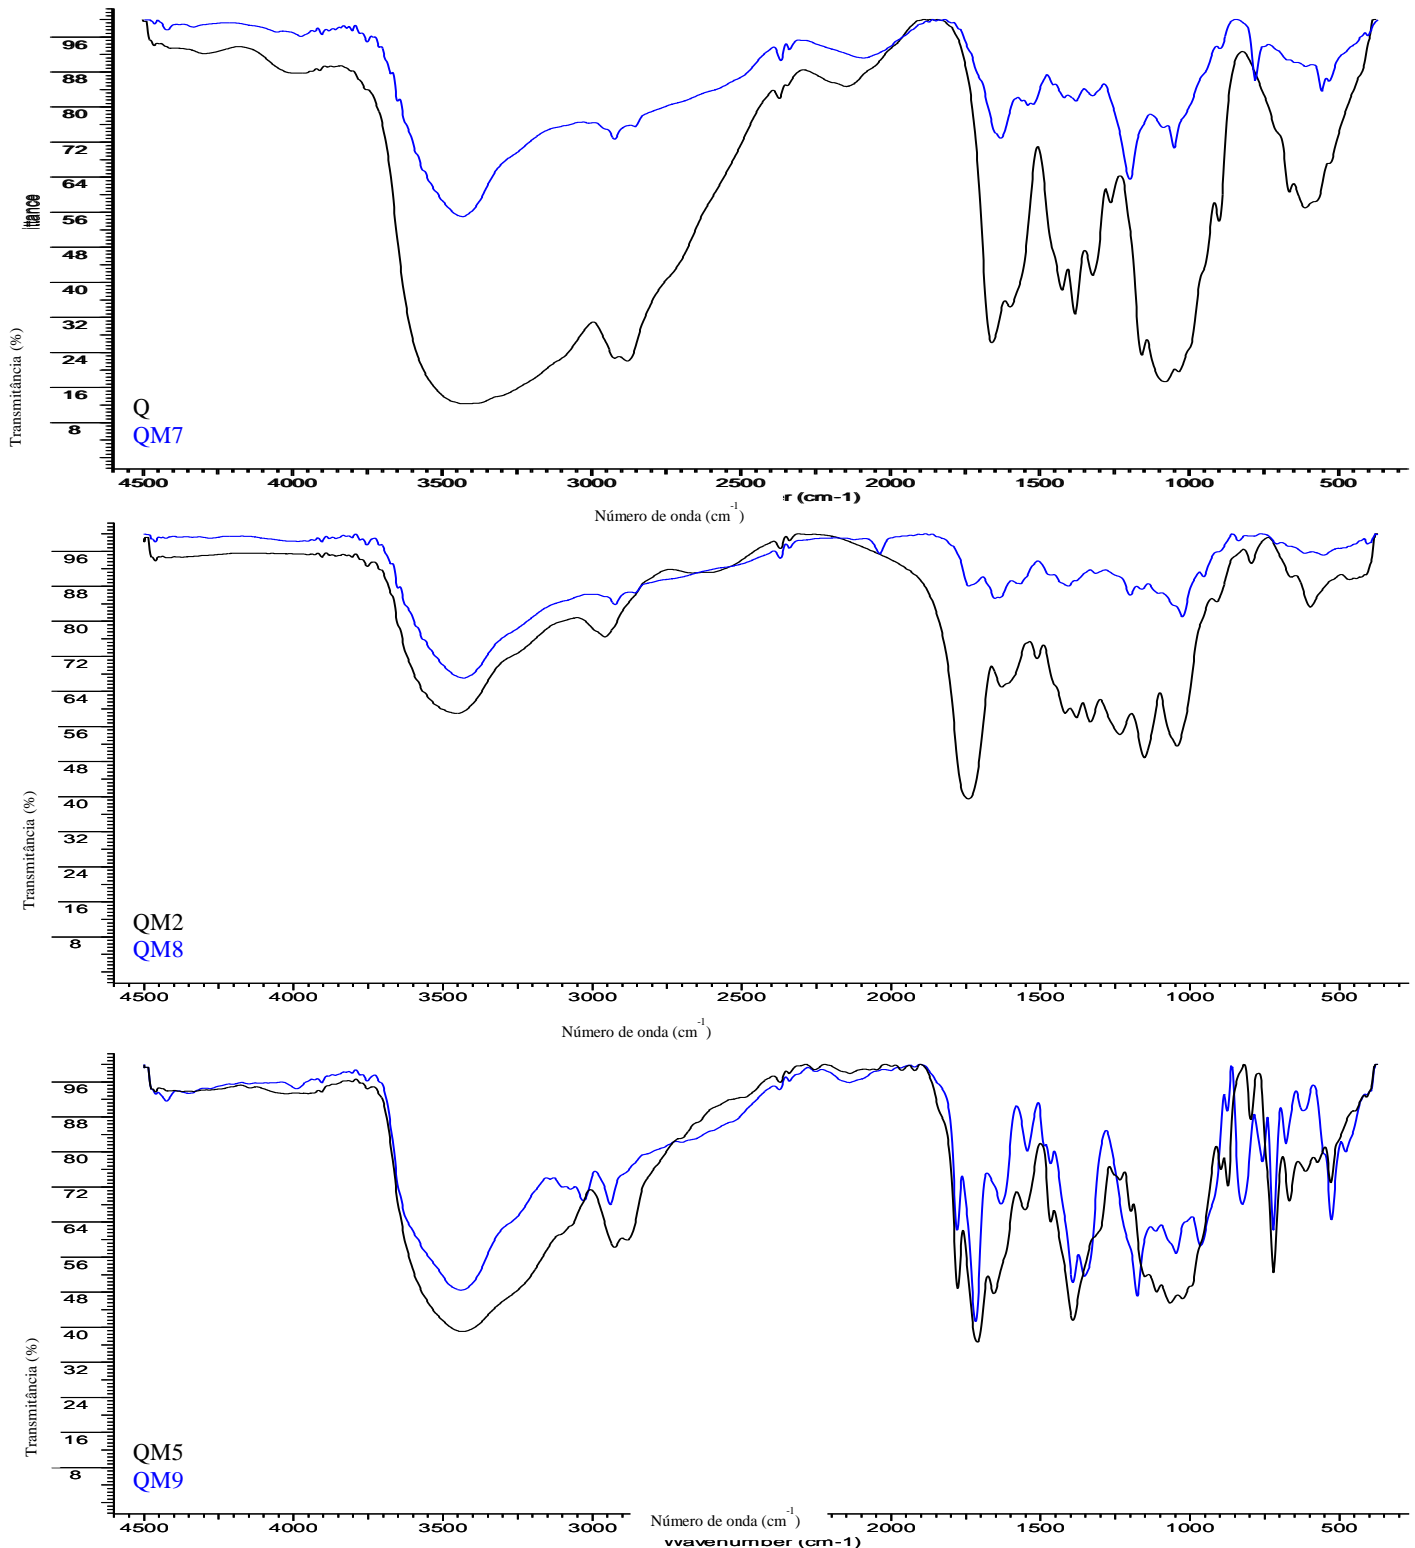 96
88
80
72
64
56
48
40
32
24
16
8
ittance
Transmitância (%)
Q
QM7
4500 4000 3500 3000 2500 2000 1500 1000 500
r (cm-1)
Número de onda (cm-1)
96
88
80
72
64
56
48
40
32
24
16
8
Transmitância (%)
QM2
QM8
4500 4000 3500 3000 2500 2000 1500 1000 500
Número de onda (cm-1)
96
88
80
72
64
56
48
40
32
24
16
8
Transmitância (%)
QM5
QM9
4500 4000 3500 3000 2000 1500 1000 500
Número de onda (cm-1)
Wavenumber (cm-1)